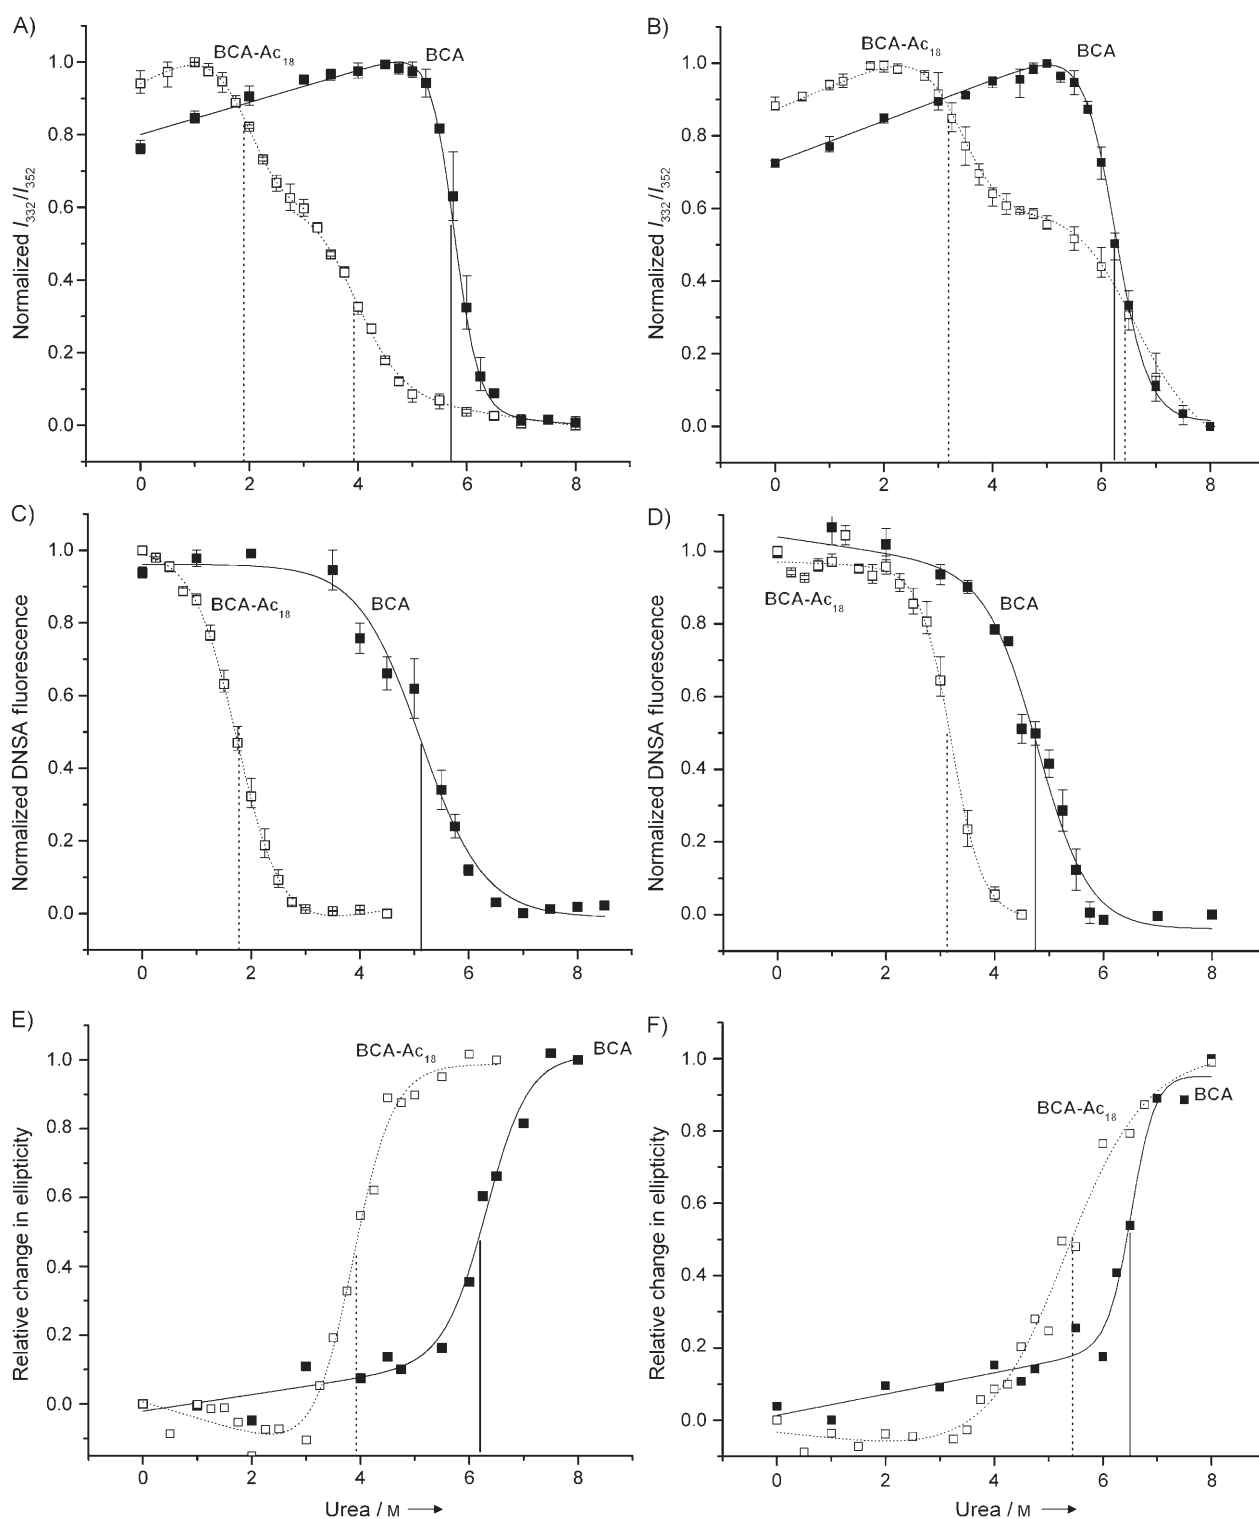 A)
BCA-Ac18
BCA
Normalized I332/I352
1.0
0.8
0.6
0.4
0.2
0.0
0 2 4 6 8
B)
BCA-Ac18
BCA
Normalized I332/I352
1.0
0.8
0.6
0.4
0.2
0.0
0 2 4 6 8
C)
BCA-Ac18
BCA
Normalized DNSA fluorescence
1.0
0.8
0.6
0.4
0.2
0.0
0 2 4 6 8
D)
BCA-Ac18
BCA
Normalized DNSA fluorescence
1.0
0.8
0.6
0.4
0.2
0.0
0 2 4 6 8
E)
BCA-Ac18
BCA
Relative change in ellipticity
1.0
0.8
0.6
0.4
0.2
0.0
0 2 4 6 8
Urea / M →
F)
BCA-Ac18
BCA
Relative change in ellipticity
1.0
0.8
0.6
0.4
0.2
0.0
0 2 4 6 8
Urea / M →